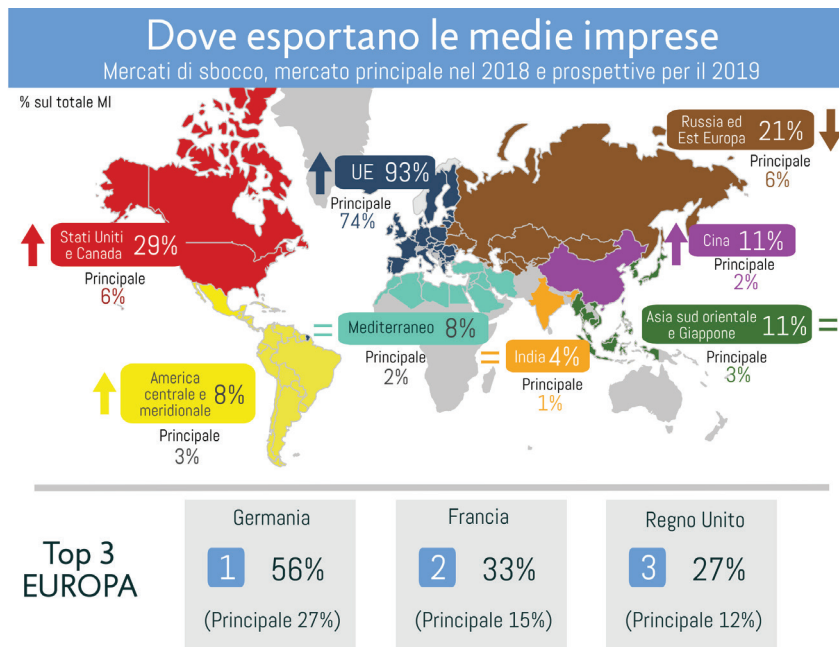 Dove esportano le medie imprese
Mercati di sbocco, mercato principale nel 2018 e prospettive per il 2019
% sul totale MI
Russia ed
Est Europa
21%
Principale
6%
UE 93%
Principale
74%
Stati Uniti
e Canada
29%
Principale
6%
Cina 11%
Principale
2%
Mediterraneo 8%
Principale
2%
=
India 4%
Principale
1%
=
Asia sud orientale
e Giappone
11%
=
Principale
3%
America
centrale e
meridionale
8%
Principale
3%
Top 3
EUROPA
Germania
1 56%
(Principale 27%)
Francia
2 33%
(Principale 15%)
Regno Unito
3 27%
(Principale 12%)